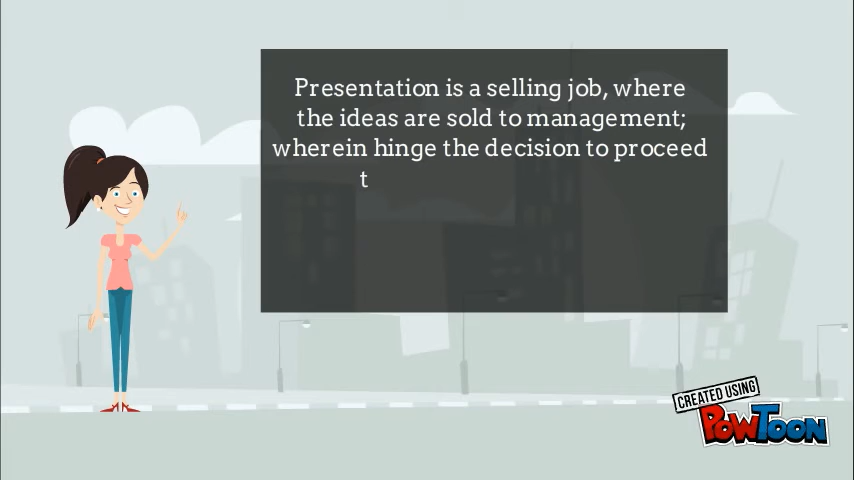 Presentation is a selling job, where
the ideas are sold to management;
wherein hinge the decision to proceed
t
CREATED USING
POWTOON